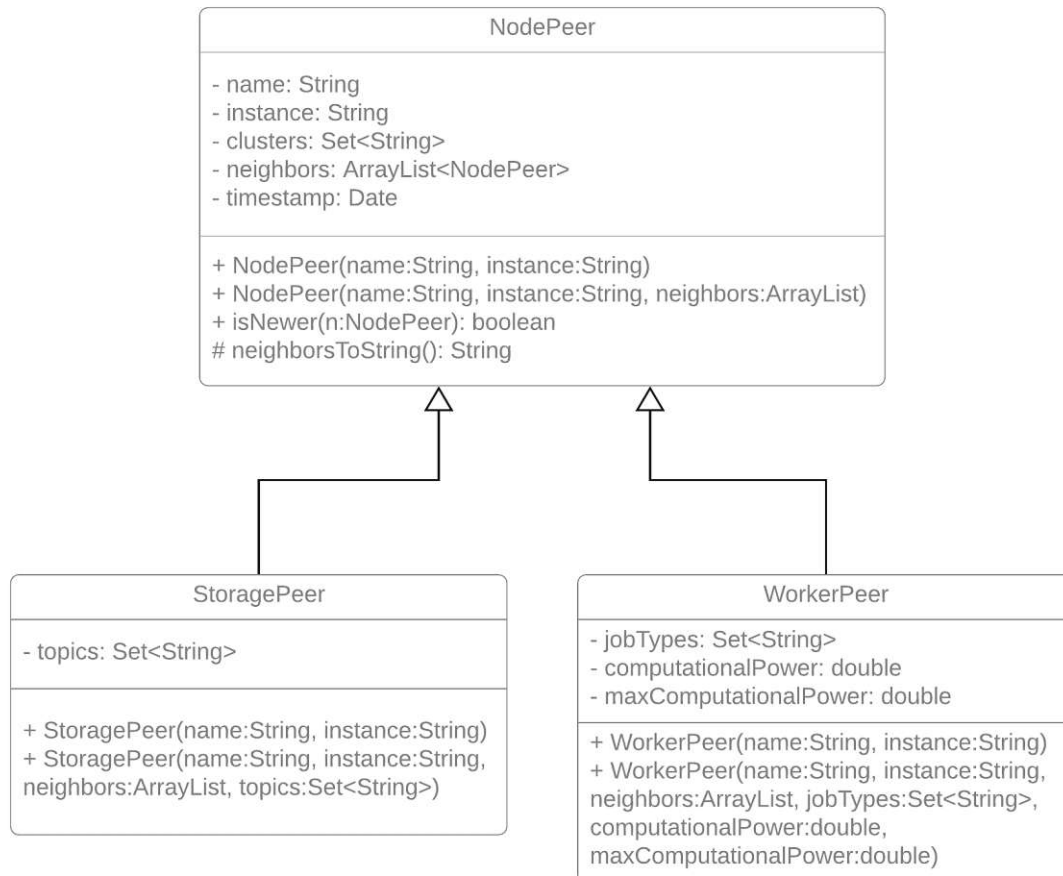 NodePeer
- name: String
- instance: String
- clusters: Set<String>
- neighbors: ArrayList<NodePeer>
- timestamp: Date
+ NodePeer(name:String, instance:String)
+ NodePeer(name:String, instance:String, neighbors:ArrayList)
+ isNewer(n:NodePeer): boolean
# neighborsToString(): String
StoragePeer
- topics: Set<String>
+ StoragePeer(name:String, instance:String)
+ StoragePeer(name:String, instance:String,
neighbors:ArrayList, topics:Set<String>)
WorkerPeer
- jobTypes: Set<String>
- computationalPower: double
- maxComputationalPower: double
+ WorkerPeer(name:String, instance:String)
+ WorkerPeer(name:String, instance:String,
neighbors:ArrayList, jobTypes:Set<String>,
computationalPower:double,
maxComputationalPower:double)